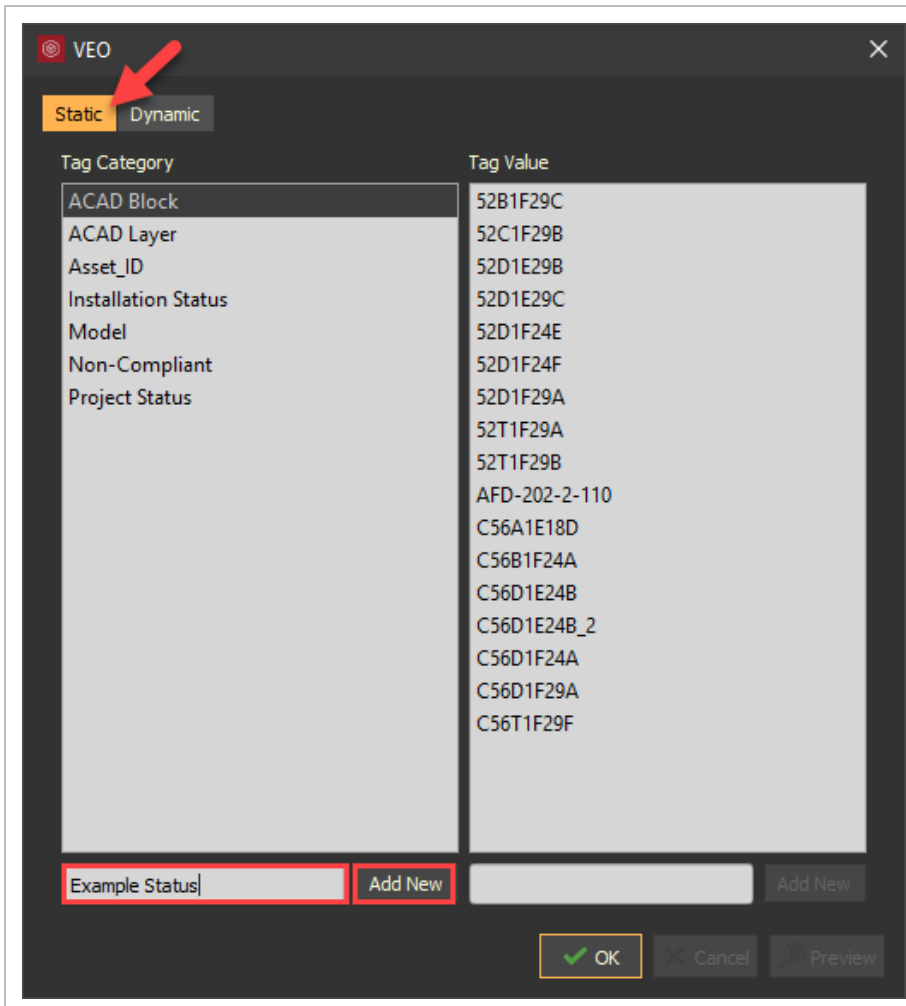 VEO
Static
Dynamic
Tag Category
Tag Value
ACAD Block
ACAD Layer
Asset_ID
Installation Status
Model
Non-Compliant
Project Status
52B1F29C
52C1F29B
52D1E29B
52D1E29C
52D1F24E
52D1F24F
52D1F29A
52T1F29A
52T1F29B
AFD-202-2-110
C56A1E18D
C56B1F24A
C56D1E24B
C56D1E24B_2
C56D1F24A
C56D1F29A
C56T1F29F
Example Status
Add New
Add New
OK
Cancel
Preview